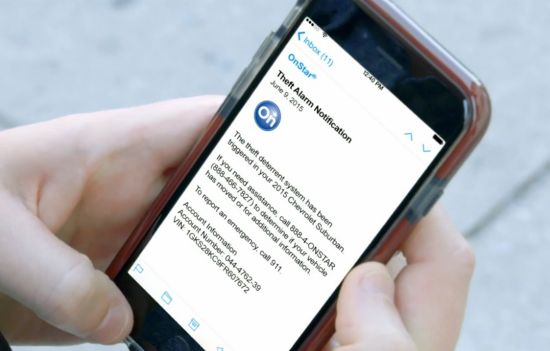 12:40 PM
Inbox (11)
OnStar®
Theft Alarm Notification
June 9, 2015
On
The theft deterrent system has been
triggered in your 2015 Chevrolet Suburban
If you need assistance, call 888-4-ONSTAR
(888-466-7827) to determine if your vehicle
has moved or for additional information.
To report an emergency, call 911.
Account Information
Account Number: 044-4762-39
VIN: 1GKS28KC9FR607672